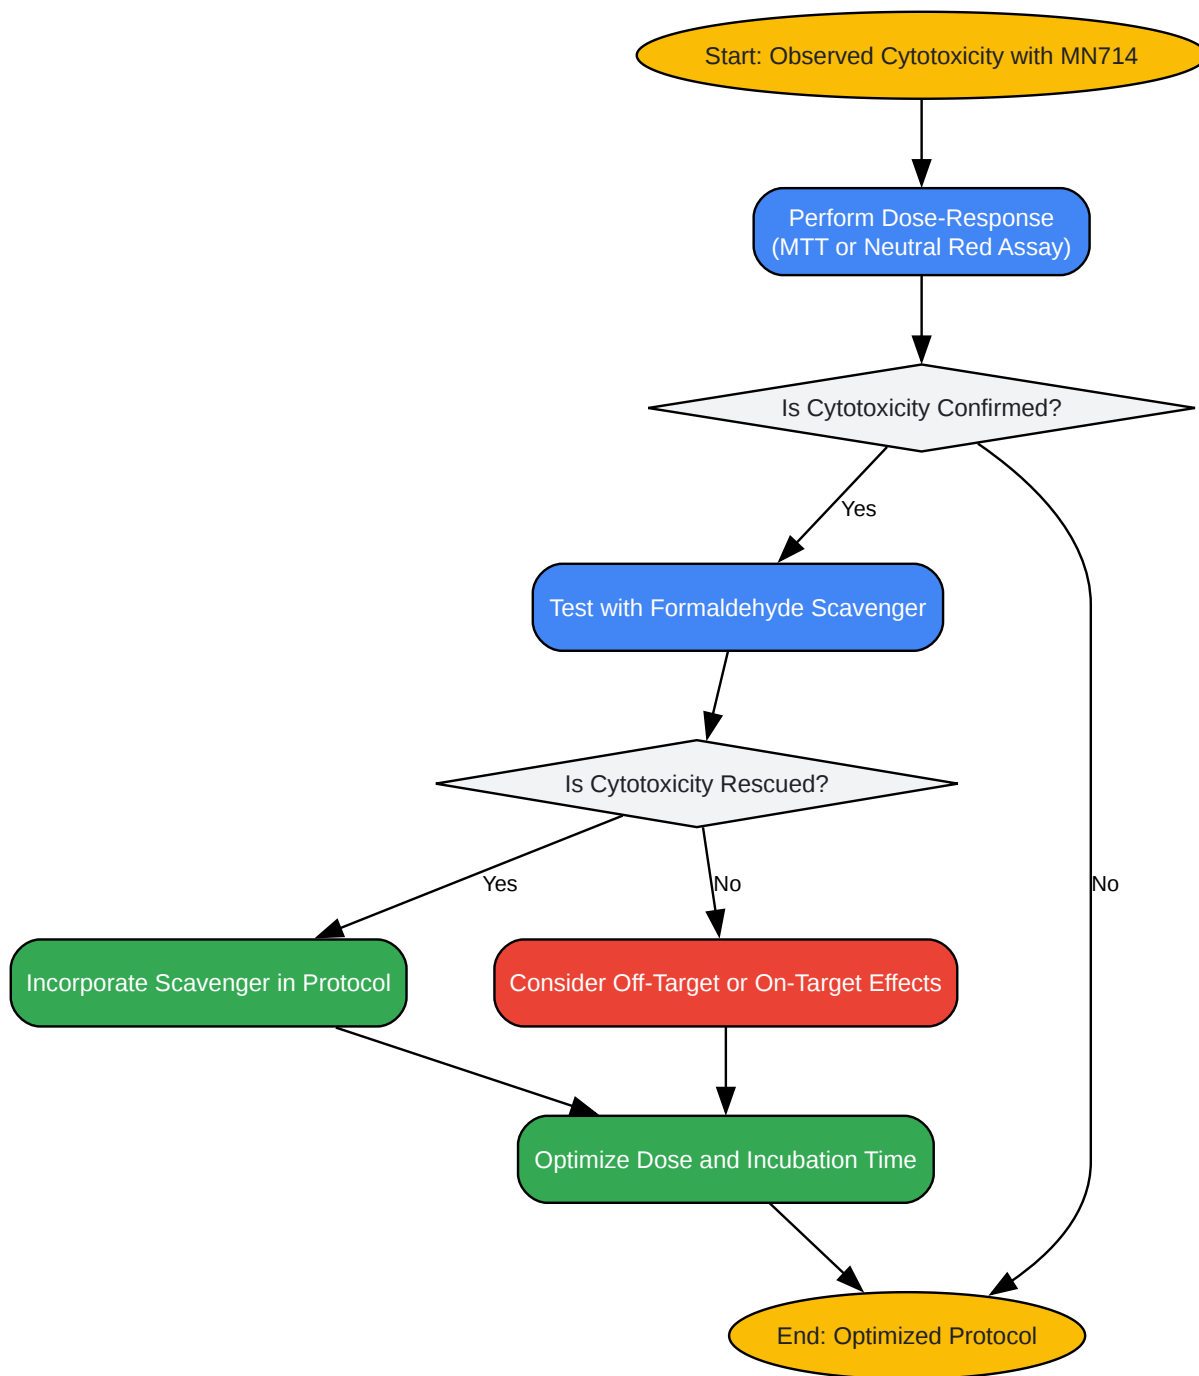 Start: Observed Cytotoxicity with MN714
Perform Dose-Response
(MTT or Neutral Red Assay)
Is Cytotoxicity Confirmed?
Yes
Test with Formaldehyde Scavenger
Is Cytotoxicity Rescued?
Yes
No
No
Incorporate Scavenger in Protocol
Consider Off-Target or On-Target Effects
Optimize Dose and Incubation Time
End: Optimized Protocol